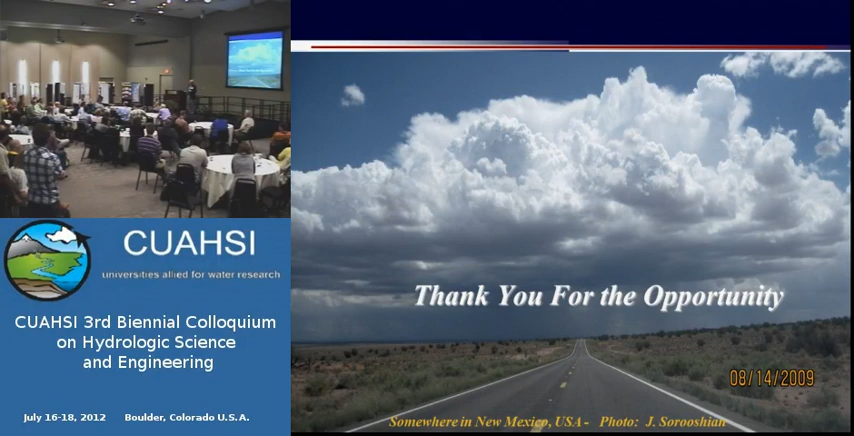 CUAHSI
universities allied for water research
CUAHSI 3rd Biennial Colloquium
on Hydrologic Science
and Engineering
July 16-18, 2012 Boulder, Colorado U.S.A.
Thank You For the Opportunity
08/14/2009
Somewhere in New Mexico, USA - Photo: J. Sorooshian